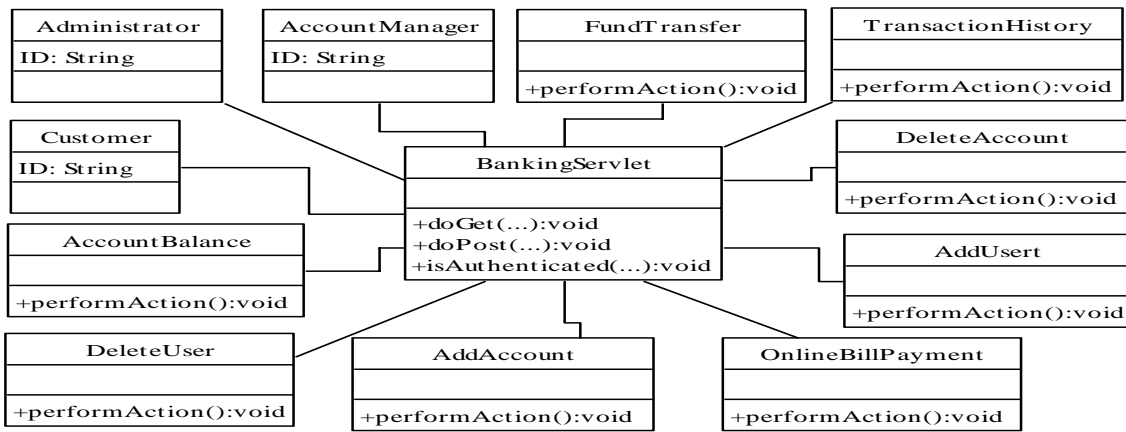 Administrator
ID: String
AccountManager
ID: String
FundTransfer
+performAction():void
TransactionHistory
+performAction():void
Customer
ID: String
BankingServlet
+doGet(...):void
+doPost(...):void
+isAuthenticated(...):void
DeleteAccount
+performAction():void
AccountBalance
+performAction():void
AddUsert
+performAction():void
DeleteUser
+performAction():void
AddAccount
+performAction():void
OnlineBillPayment
+performAction():void